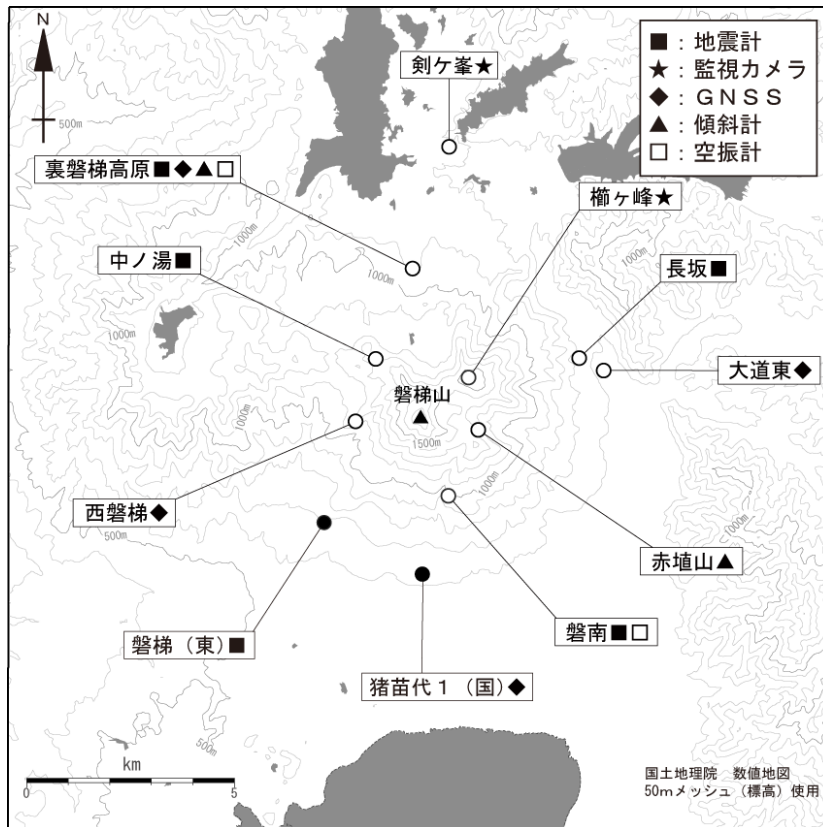 N
剣ケ峯★
■：地震計
★：監視カメラ
◆：ＧＮＳＳ
▲：傾斜計
□：空振計
500m
裏磐梯高原■◆▲□
櫛ヶ峰★
1000m
中ノ湯■
1000m
長坂■
1000m
1000m
大道東◆
磐梯山
▲
1000m
1500m
1000m
西磐梯◆
500m
1000m
赤埴山▲
磐梯（東）■
磐南■□
猪苗代１（国）◆
500m
km
0
5
国土地理院　数値地図
50mメッシュ（標高）使用